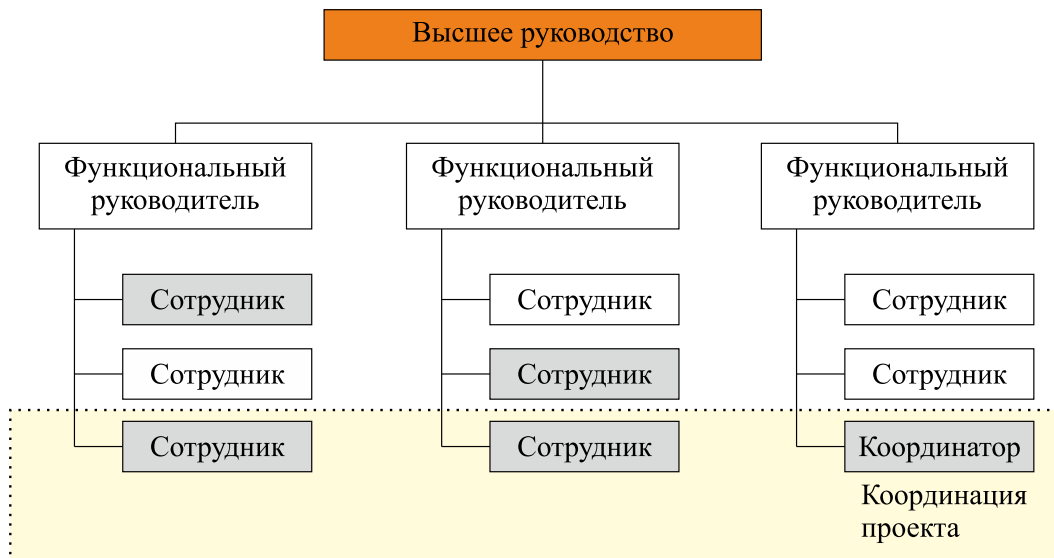 Высшее руководство
Функциональный
руководитель
Функциональный
руководитель
Функциональный
руководитель
Сотрудник
Сотрудник
Сотрудник
Сотрудник
Сотрудник
Сотрудник
Сотрудник
Сотрудник
Координатор
Координация
проекта